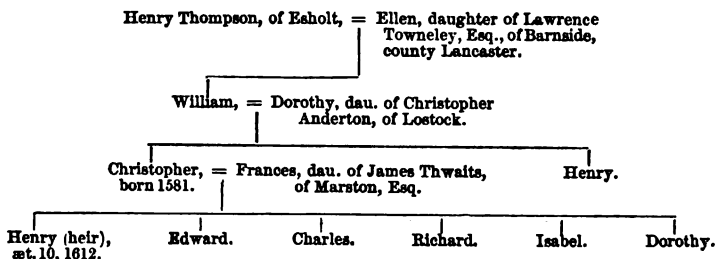 Henry Thompson, of Esholt, = Ellen, daughter of Lawrence
Towneley, Esq., of Barnside,
county Lancaster.
William, = Dorothy, dau. of Christopher
Anderton, of Lostock.
Christopher, = Frances, dau. of James Thwaits,
born 1581. of Marston, Esq.
Henry.
Henry (heir),
æt. 10, 1612.
Edward.
Charles.
Richard.
Isabel.
Dorothy.